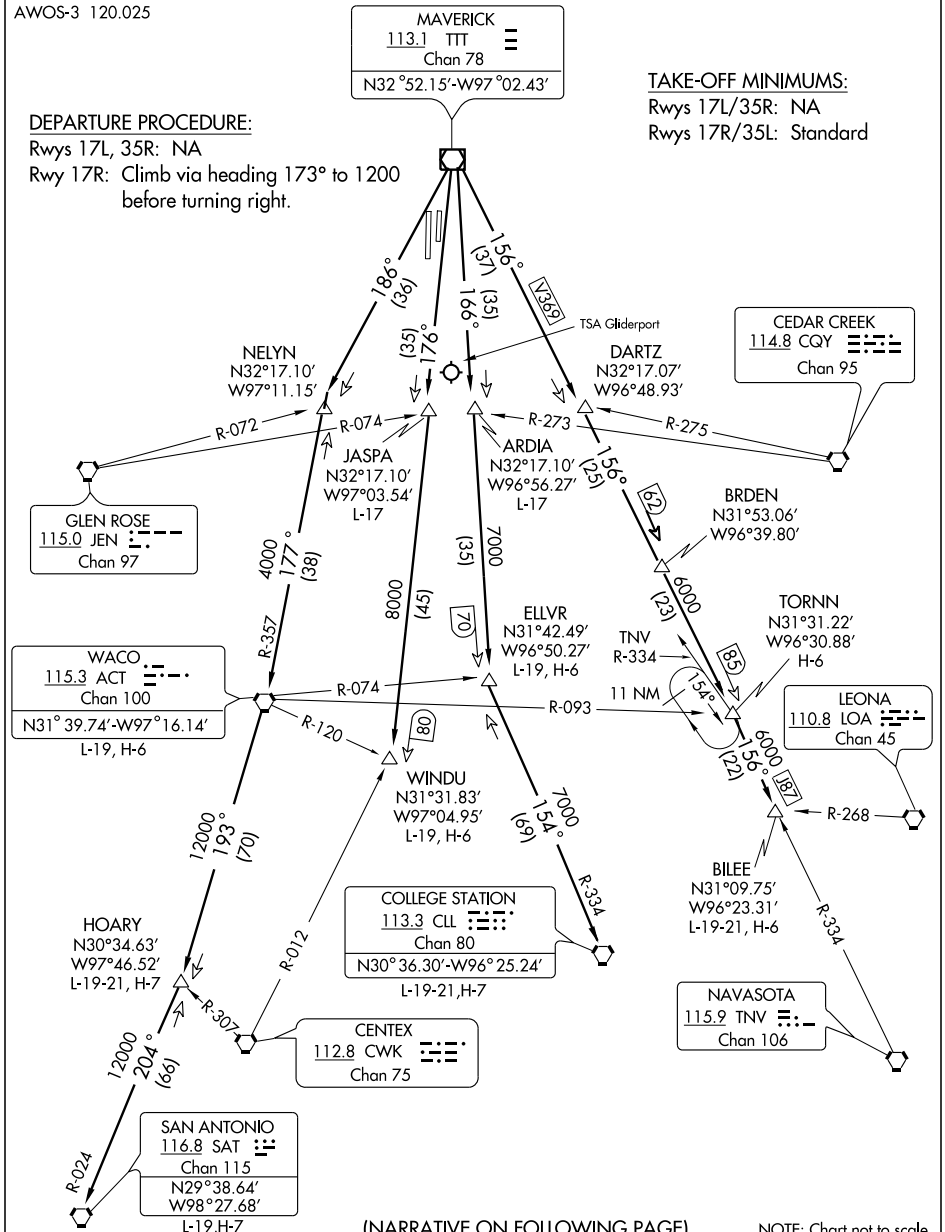 AWOS-3 120.025
MAVERICK
113.1 TTT
Chan 78
N32°52.15'-W97°02.43'
TAKE-OFF MINIMUMS:
Rwys 17L/35R: NA
Rwys 17R/35L: Standard
DEPARTURE PROCEDURE:
Rwys 17L, 35R: NA
Rwy 17R: Climb via heading 173° to 1200
before turning right.
186°
(36)
(35)
176°
(35)
166°
156°
(37)
V369
TSA Gliderport
CEDAR CREEK
114.8 CQY
Chan 95
NELYN
N32°17.10'
W97°11.15'
DARTZ
N32°17.07'
W96°48.93'
R-072
R-074
R-273
R-275
JASPA
N32°17.10'
W97°03.54'
L-17
ARDIA
N32°17.10'
W96°56.27'
L-17
156°
(25)
62
BRDEN
N31°53.06'
W96°39.80'
GLEN ROSE
115.0 JEN
Chan 97
4000
177°
(38)
R-357
8000
(45)
7000
(35)
70
ELLVR
N31°42.49'
W96°50.27'
L-19, H-6
6000
(23)
TNV
R-334
85
TORNN
N31°31.22'
W96°30.88'
H-6
WACO
115.3 ACT
Chan 100
N31°39.74'-W97°16.14'
L-19, H-6
R-074
R-093
R-120
11 NM
154°
LEONA
110.8 LOA
Chan 45
80
WINDU
N31°31.83'
W97°04.95'
L-19, H-6
6000
156°
(22)
J87
R-268
12000
193°
(70)
7000
154°
(69)
R-334
BILEE
N31°09.75'
W96°23.31'
L-19-21, H-6
HOARY
N30°34.63'
W97°46.52'
L-19-21, H-7
R-012
COLLEGE STATION
113.3 CLL
Chan 80
N30°36.30'-W96°25.24'
L-19-21,H-7
R-334
R-307
CENTEX
112.8 CWK
Chan 75
NAVASOTA
115.9 TNV
Chan 106
12000
204°
(66)
R-024
SAN ANTONIO
116.8 SAT
Chan 115
N29°38.64'
W98°27.68'
L-19,H-7
(NARRATIVE ON FOLLOWING PAGE)
NOTE: Chart not to scale